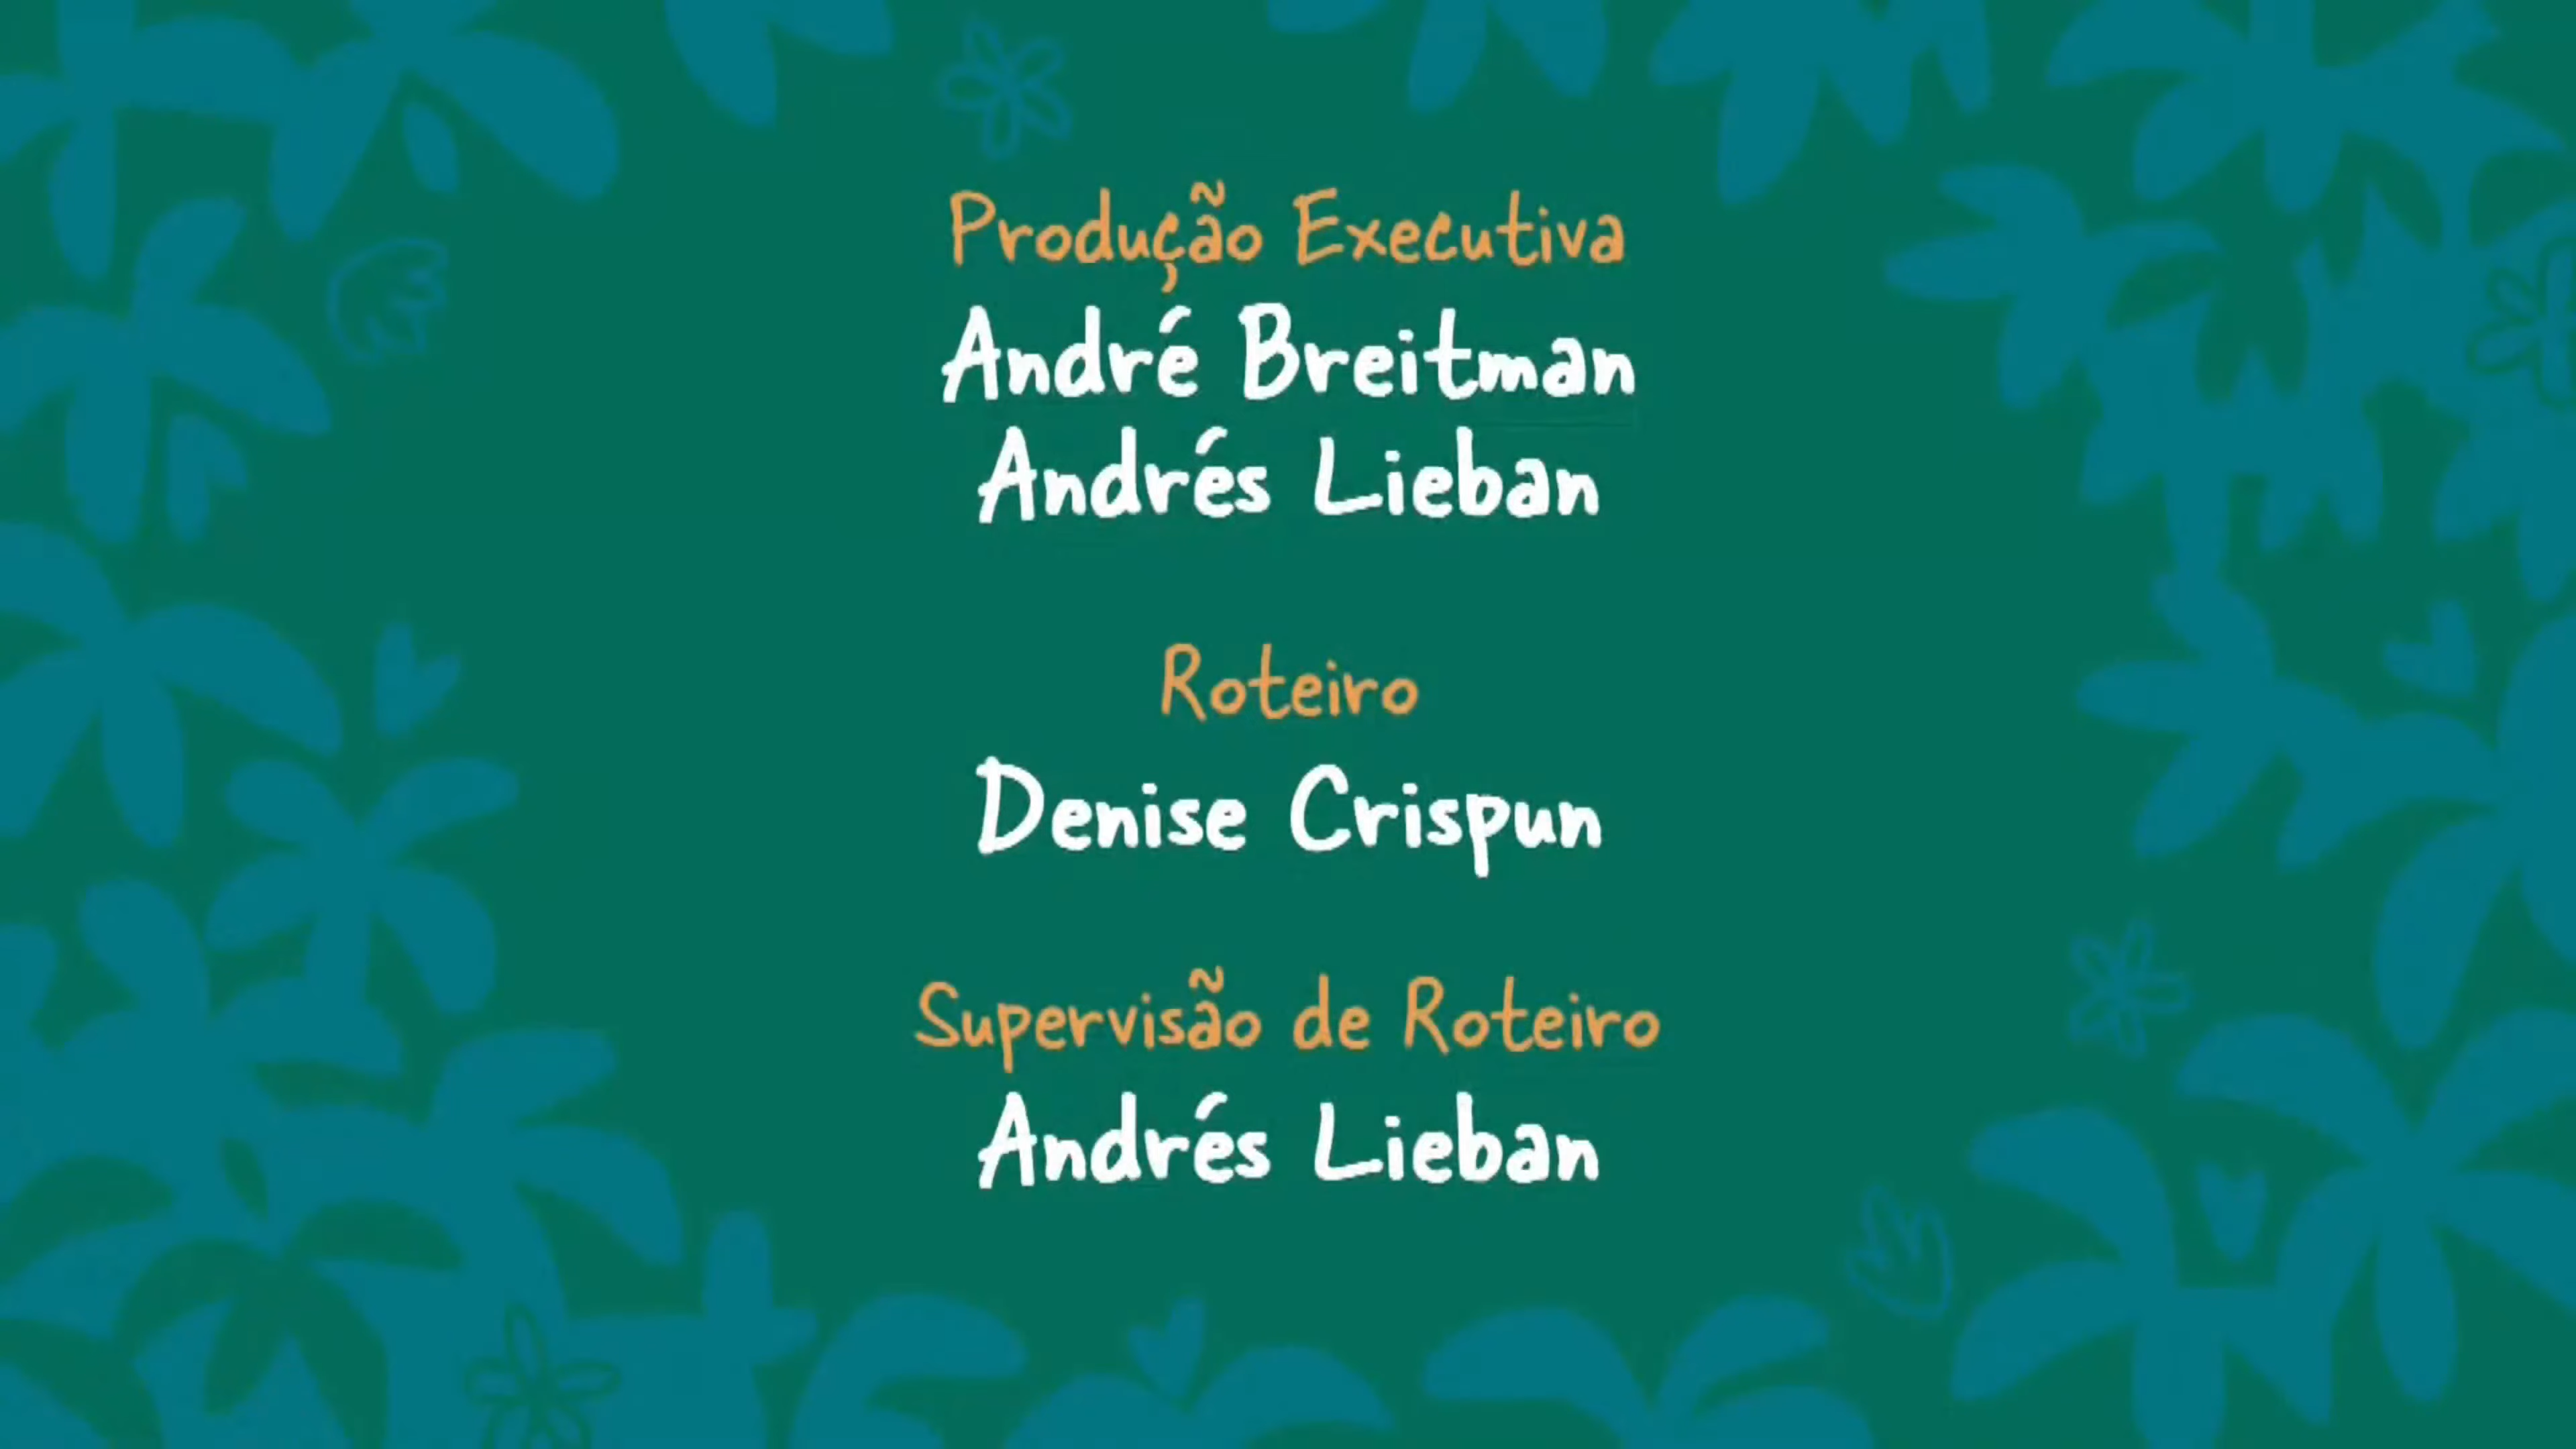 Produção Executiva
André Breitman
Andrés Lieban
Roteiro
Denise Crispun
Supervisão de Roteiro
Andrés Lieban